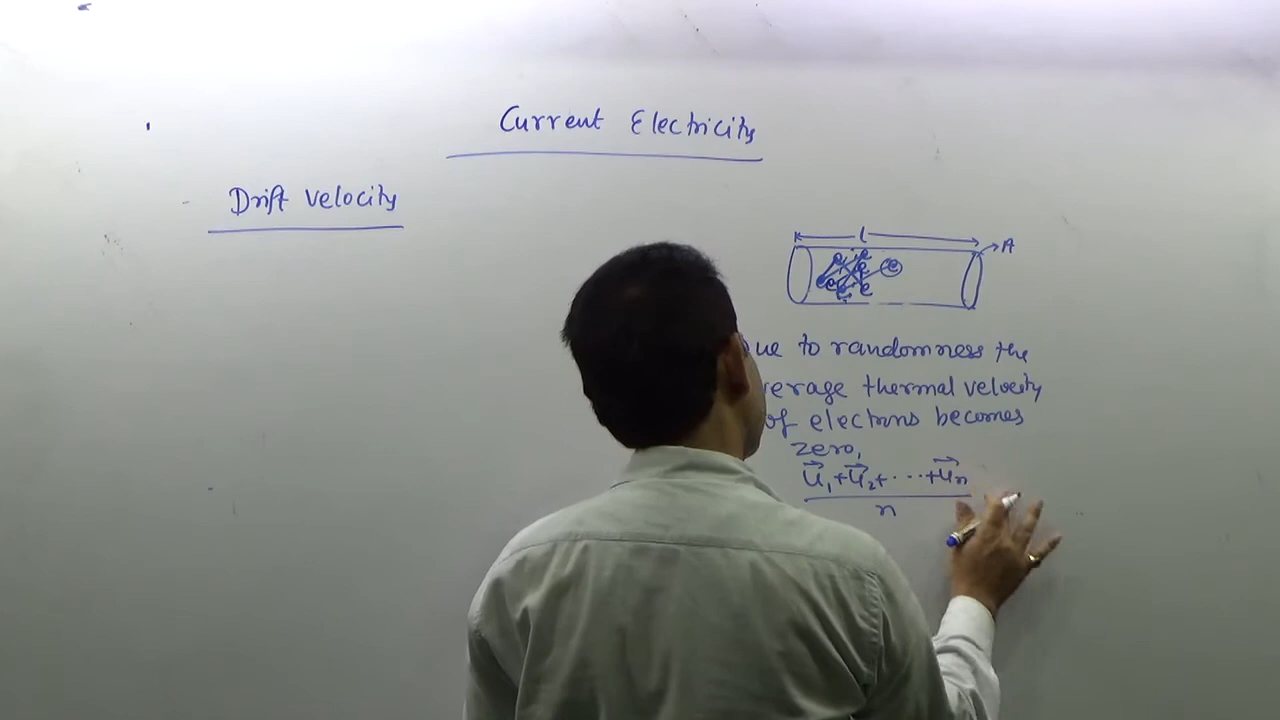 Current Electricity
Drift Velocity
l
A
e e e e e e e
ue to randomness the
verage thermal velocity
of electrons becomes
zero,
u⃗₁+u⃗₂+...+u⃗ₙ
n